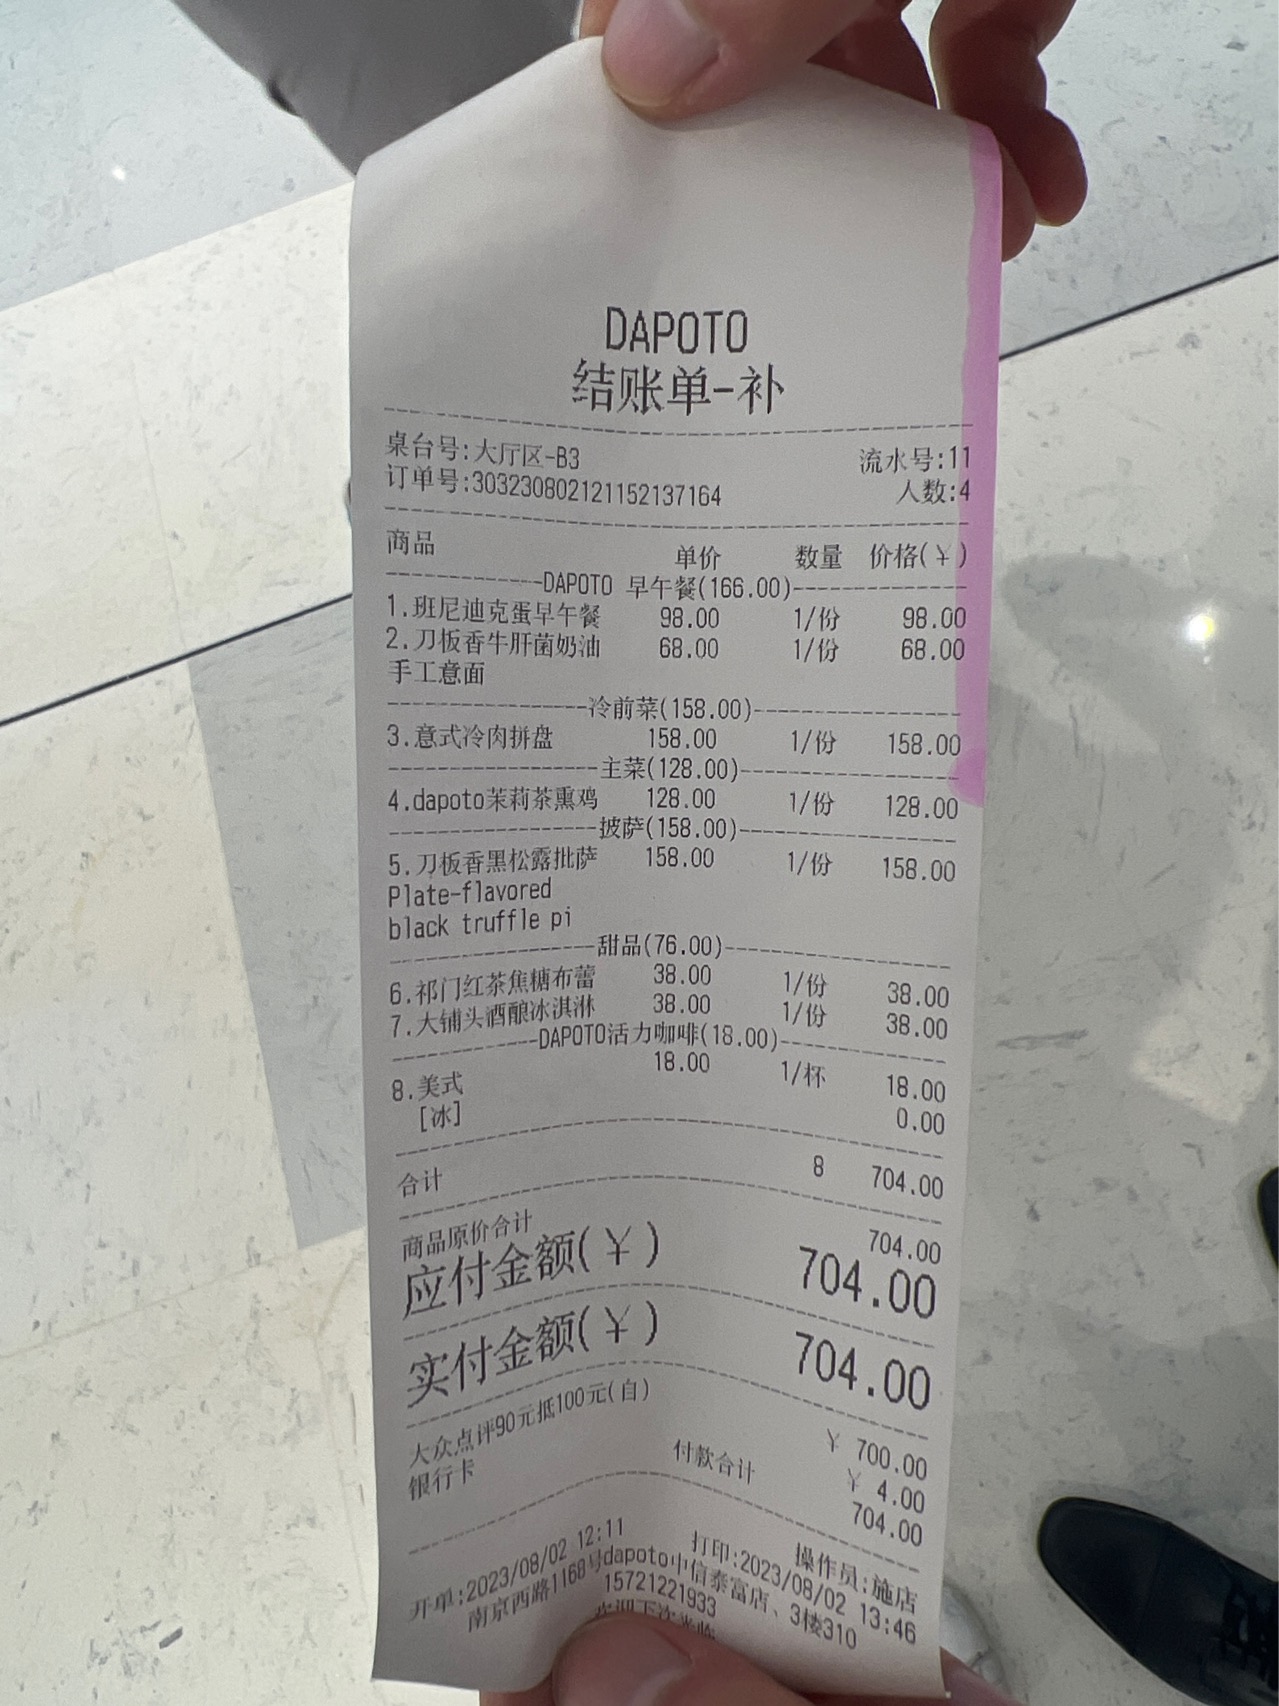 DAPOTO
结账单-补
桌台号:大厅区-B3 流水号:11
订单号:303230802121152137164 人数:4
商品 单价 数量 价格(¥)
DAPOTO 早午餐(166.00)
1.班尼迪克蛋早午餐 98.00 1/份 98.00
2.刀板香牛肝菌奶油 68.00 1/份 68.00
手工意面
冷前菜(158.00)
3.意式冷肉拼盘 158.00 1/份 158.00
主菜(128.00)
4.dapoto茉莉茶熏鸡 128.00 1/份 128.00
披萨(158.00)
5.刀板香黑松露批萨 158.00 1/份 158.00
Plate-flavored
black truffle pi
甜品(76.00)
6.祁门红茶焦糖布蕾 38.00 1/份 38.00
7.大铺头酒酿冰淇淋 38.00 1/份 38.00
DAPOTO活力咖啡(18.00)
8.美式 18.00 1/杯 18.00
[冰] 0.00
合计 8 704.00
商品原价合计 704.00
应付金额(¥) 704.00
实付金额(¥) 704.00
大众点评90元抵100元(自) ¥ 700.00
银行卡 ¥ 4.00
付款合计 704.00
操作员:施店
开单:2023/08/02 12:11 打印:2023/08/02 13:46
南京西路1168号dapoto中信泰富店、3楼310
15721221933
欢迎下次光临